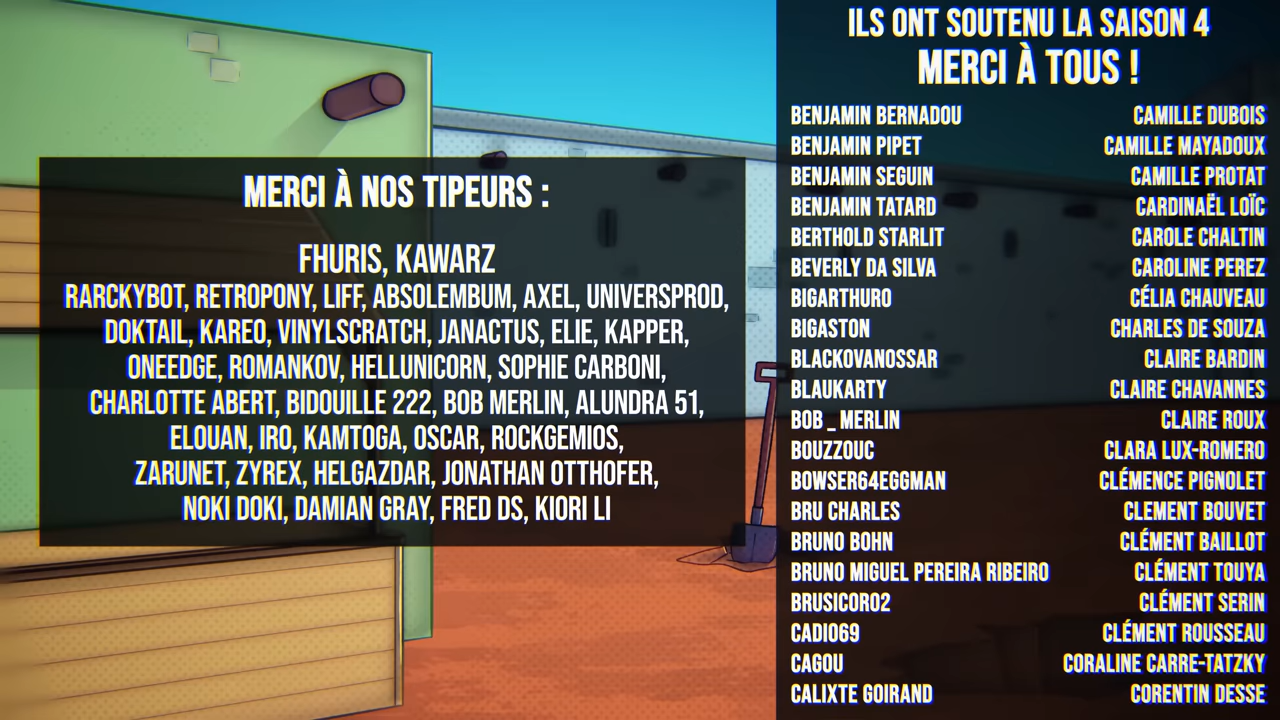 MERCI À NOS TIPEURS :
FHURIS, KAWARZ
RARCKYBOT, RETROPONY, LIFF, ABSOLEMBUM, AXEL, UNIVERSPROD,
DOKTAIL, KAREO, VINYLSCRATCH, JANACTUS, ELIE, KAPPER,
ONEEDGE, ROMANKOV, HELLUNICORN, SOPHIE CARBONI,
CHARLOTTE ABERT, BIDOUILLE 222, BOB MERLIN, ALUNDRA 51,
ELOUAN, IRO, KAMTOGA, OSCAR, ROCKGEMIOS,
ZARUNET, ZYREX, HELGAZDAR, JONATHAN OTTHOFER,
NOKI DOKI, DAMIAN GRAY, FRED DS, KIORI LI
ILS ONT SOUTENU LA SAISON 4
MERCI À TOUS !
BENJAMIN BERNADOU
BENJAMIN PIPET
BENJAMIN SEGUIN
BENJAMIN TATARD
BERTHOLD STARLIT
BEVERLY DA SILVA
BIGARTHURO
BIGASTON
BLACKOVANOSSAR
BLAUKARTY
BOB_MERLIN
BOUZZOUC
BOWSER64EGGMAN
BRU CHARLES
BRUNO BOHN
BRUNO MIGUEL PEREIRA RIBEIRO
BRUSICOR02
CADIO69
CAGOU
CALIXTE GOIRAND
CAMILLE DUBOIS
CAMILLE MAYADOUX
CAMILLE PROTAT
CARDINAËL LOÏC
CAROLE CHALTIN
CAROLINE PEREZ
CÉLIA CHAUVEAU
CHARLES DE SOUZA
CLAIRE BARDIN
CLAIRE CHAVANNES
CLAIRE ROUX
CLARA LUX-ROMERO
CLÉMENCE PIGNOLET
CLEMENT BOUVET
CLÉMENT BAILLOT
CLÉMENT TOUYA
CLÉMENT SERIN
CLÉMENT ROUSSEAU
CORALINE CARRE-TATZKY
CORENTIN DESSE